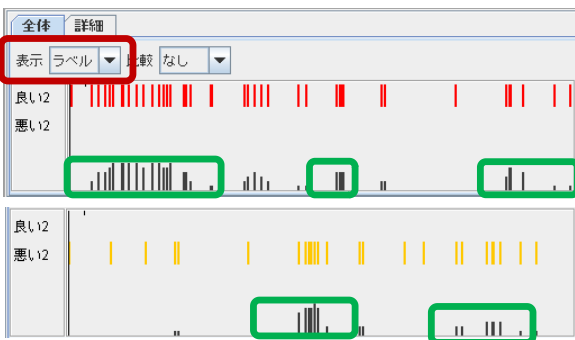 全体 詳細
表示 ラベル 比較 なし
良い2
悪い2
良い2
悪い2